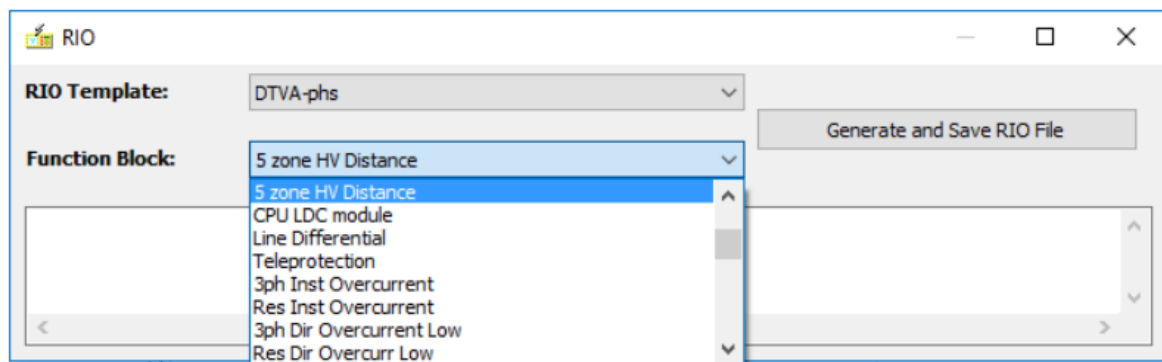 RIO
RIO Template:
DTVA-phs
Generate and Save RIO File
Function Block:
5 zone HV Distance
5 zone HV Distance
CPU LDC module
Line Differential
Teleprotection
3ph Inst Overcurrent
Res Inst Overcurrent
3ph Dir Overcurrent Low
Res Dir Overcurr Low